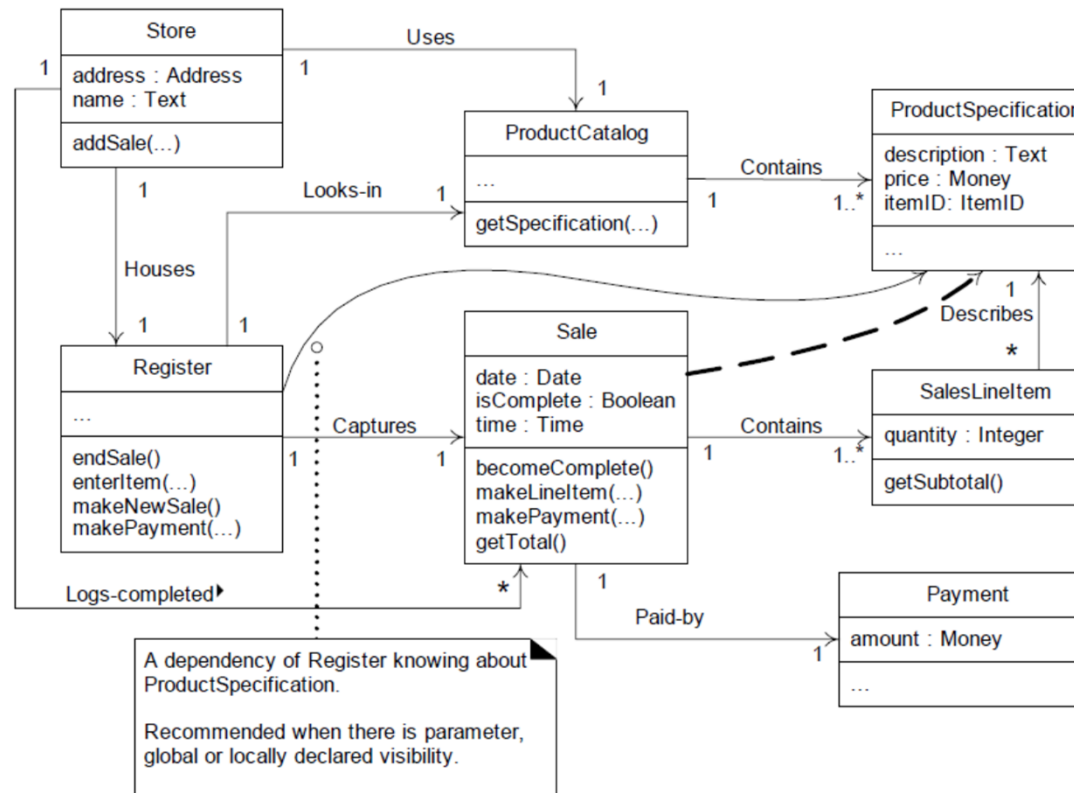 Store
address : Address
name : Text
addSale(...)
1
1
Uses
1
ProductCatalog
...
getSpecification(...)
ProductSpecification
description : Text
price : Money
itemID: ItemID
...
Contains
1
1..*
1
Looks-in
1
Houses
1
1
Register
...
endSale()
enterItem(...)
makeNewSale()
makePayment(...)
Captures
1
1
Sale
date : Date
isComplete : Boolean
time : Time
becomeComplete()
makeLineItem(...)
makePayment(...)
getTotal()
1
Describes
*
SalesLineItem
quantity : Integer
getSubtotal()
Contains
1
1..*
Logs-completed
*
1
Paid-by
1
Payment
amount : Money
...
A dependency of Register knowing about
ProductSpecification.
Recommended when there is parameter,
global or locally declared visibility.